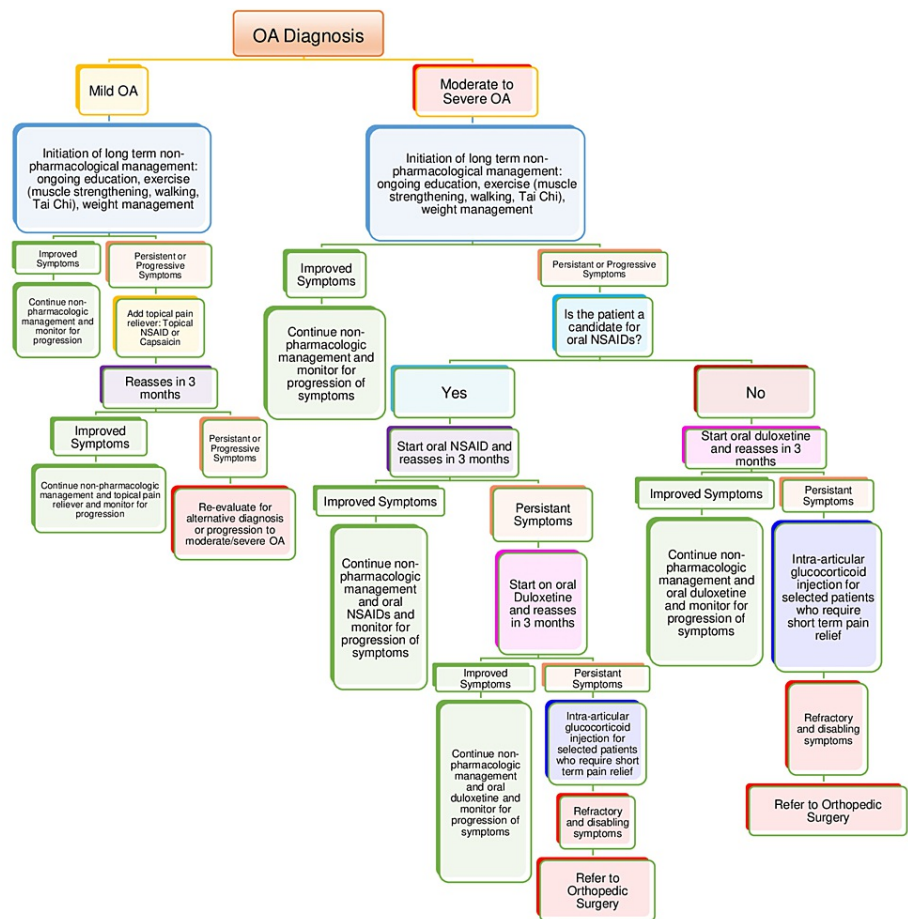 OA Diagnosis
Mild OA
Moderate to
Severe OA
Initiation of long term non-
pharmacological management:
ongoing education, exercise
(muscle strengthening, walking,
Tai Chi), weight management
Initiation of long term non-
pharmacological management:
ongoing education, exercise (muscle
strengthening, walking, Tai Chi),
weight management
Improved
Symptoms
Persistent or
Progressive
Symptoms
Continue non-
pharmacologic
management and
monitor for
progression
Add topical pain
reliever: Topical
NSAID or
Capsaicin
Reasses in 3
months
Improved
Symptoms
Persistant or
Progressive
Symptoms
Continue non-pharmacologic
management and topical pain
reliever and monitor for
progression
Re-evaluate for
alternative diagnosis
or progression to
moderate/severe OA
Improved
Symptoms
Persistant or Progressive
Symptoms
Continue non-
pharmacologic
management and
monitor for
progression of
symptoms
Is the patient a
candidate for
oral NSAIDs?
Yes
No
Start oral NSAID and
reasses in 3 months
Start oral duloxetine
and reasses in 3
months
Improved Symptoms
Persistant
Symptoms
Continue non-
pharmacologic
management
and oral
NSAIDs and
monitor for
progression of
symptoms
Start on oral
Duloxetine
and reasses
in 3 months
Improved
Symptoms
Persistant
Symptoms
Continue non-
pharmacologic
management
and oral
duloxetine and
monitor for
progression of
symptoms
Intra-articular
glucocorticoid
injection for
selected patients
who require short
term pain relief
Refractory
and disabling
symptoms
Refer to
Orthopedic
Surgery
Improved Symptoms
Persistant
Symptoms
Continue non-
pharmacologic
management and
oral duloxetine
and monitor for
progression of
symptoms
Intra-articular
glucocorticoid
injection for
selected patients
who require
short term pain
relief
Refractory
and disabling
symptoms
Refer to Orthopedic
Surgery